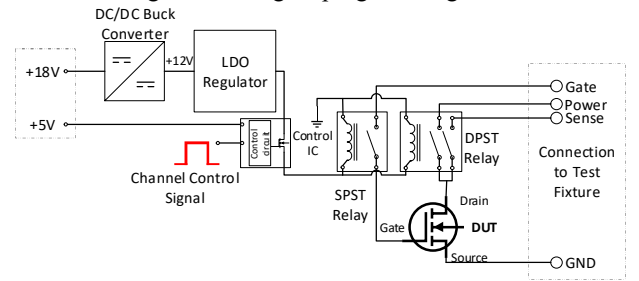 DC/DC Buck
Converter
+18V
+12V
LDO
Regulator
+5V
Control
circuit
Control
IC
Channel Control
Signal
SPST
Relay
DPST
Relay
Gate
Power
Sense
Connection
to Test
Fixture
Drain
Gate
DUT
Source
GND